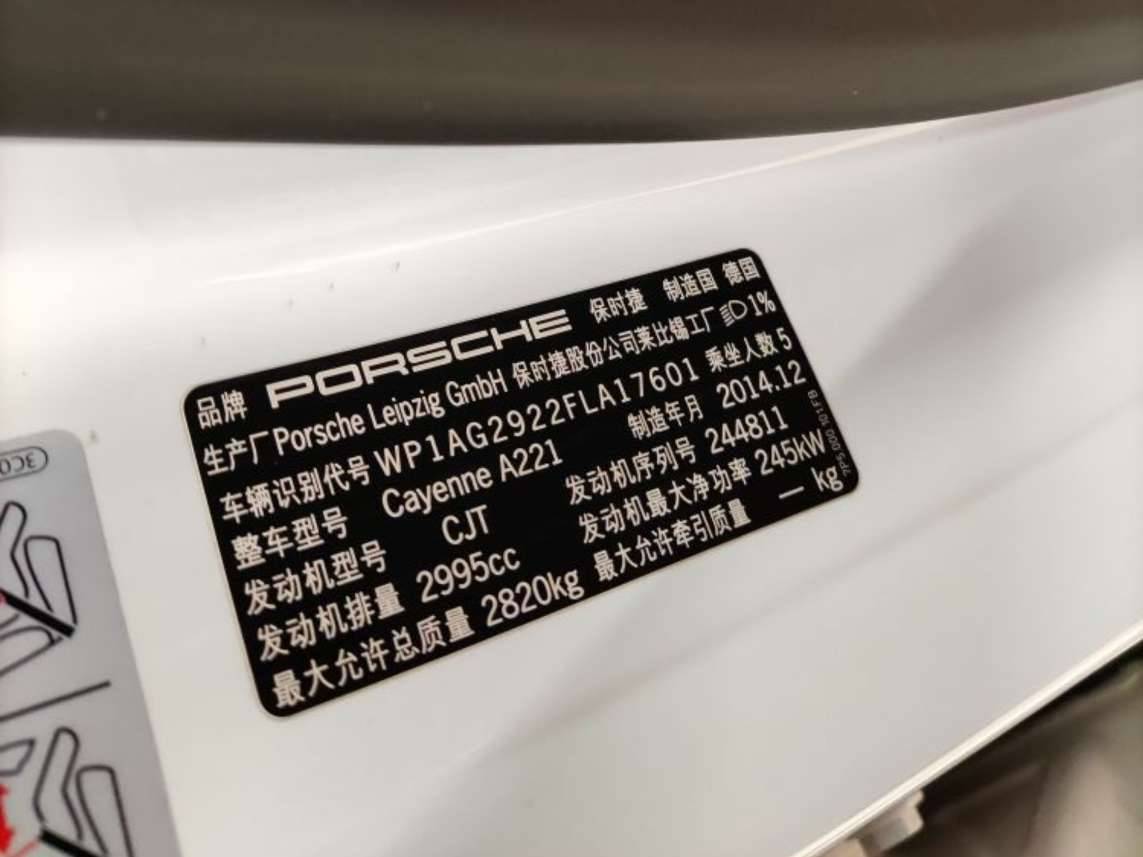 品牌 PORSCHE 保时捷 制造国 德国
生产厂 Porsche Leipzig GmbH 保时捷股份公司莱比锡工厂 1%
车辆识别代号 WP1AG2922FLA17601 乘坐人数 5
整车型号 Cayenne A221 制造年月 2014.12
发动机型号 CJT 发动机序列号 244811
发动机排量 2995cc 发动机最大净功率 245kW
最大允许总质量 2820kg 最大允许牵引质量 — kg
7P5 000 101FB
3C0